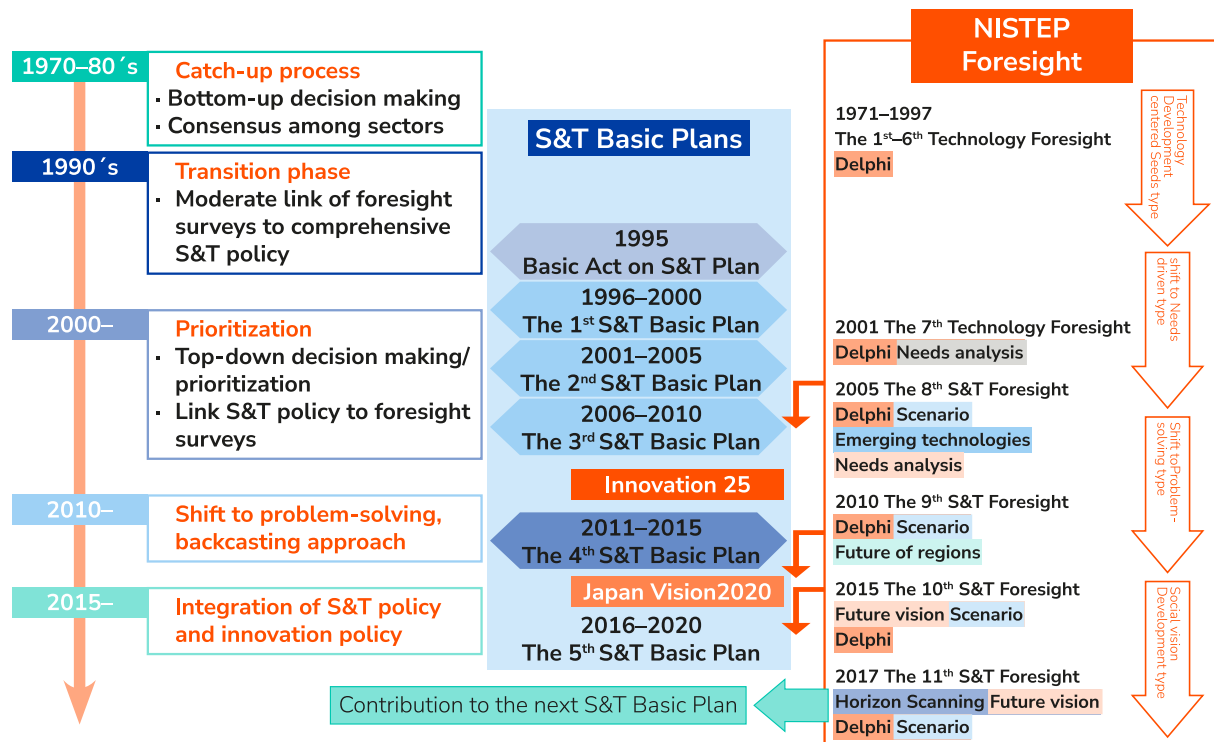 1970–80´s
Catch-up process
· Bottom-up decision making
· Consensus among sectors
1990´s
Transition phase
· Moderate link of foresight
surveys to comprehensive
S&T policy
2000–
Prioritization
· Top-down decision making/
prioritization
· Link S&T policy to foresight
surveys
2010–
Shift to problem-solving,
backcasting approach
2015–
Integration of S&T policy
and innovation policy
S&T Basic Plans
1995
Basic Act on S&T Plan
1996–2000
The 1st S&T Basic Plan
2001–2005
The 2nd S&T Basic Plan
2006–2010
The 3rd S&T Basic Plan
Innovation 25
2011–2015
The 4th S&T Basic Plan
Japan Vision2020
2016–2020
The 5th S&T Basic Plan
Contribution to the next S&T Basic Plan
NISTEP
Foresight
1971–1997
The 1st–6th Technology Foresight
Delphi
2001 The 7th Technology Foresight
Delphi Needs analysis
2005 The 8th S&T Foresight
Delphi Scenario
Emerging technologies
Needs analysis
2010 The 9th S&T Foresight
Delphi Scenario
Future of regions
2015 The 10th S&T Foresight
Future vision Scenario
Delphi
2017 The 11th S&T Foresight
Horizon Scanning Future vision
Delphi Scenario
Technology
Development
centered Seeds type
shift to Needs
driven type
Shift toProblem-
solving type
Social vision
Development type